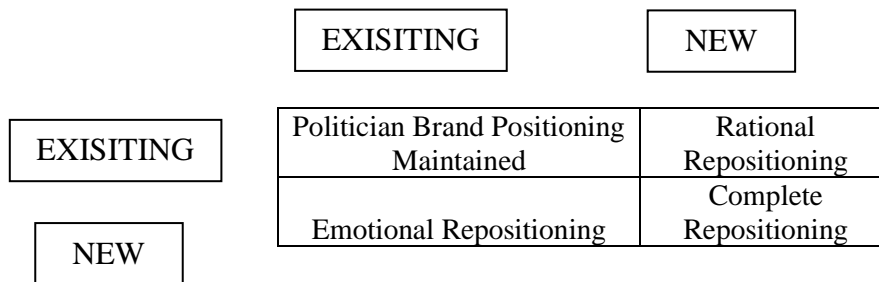 EXISITING
NEW
EXISITING
Politician Brand Positioning
Maintained
Rational
Repositioning
NEW
Emotional Repositioning
Complete
Repositioning